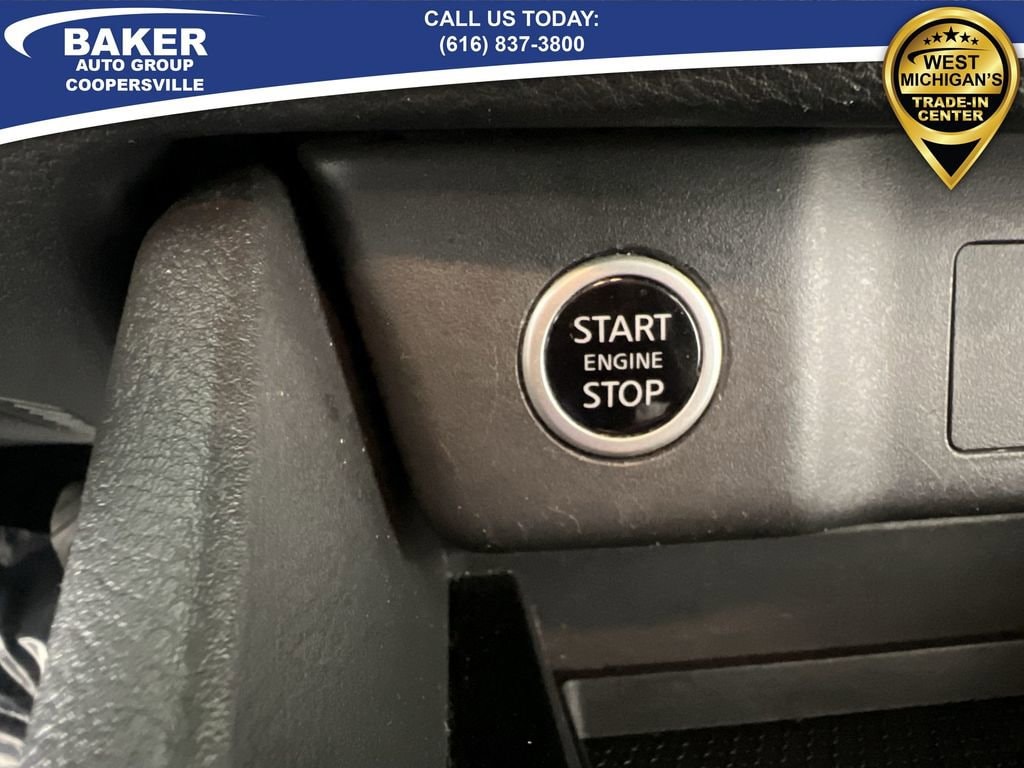 BAKER
AUTO GROUP
COOPERSVILLE
CALL US TODAY:
(616) 837-3800
WEST
MICHIGAN'S
TRADE-IN
CENTER
START
ENGINE
STOP